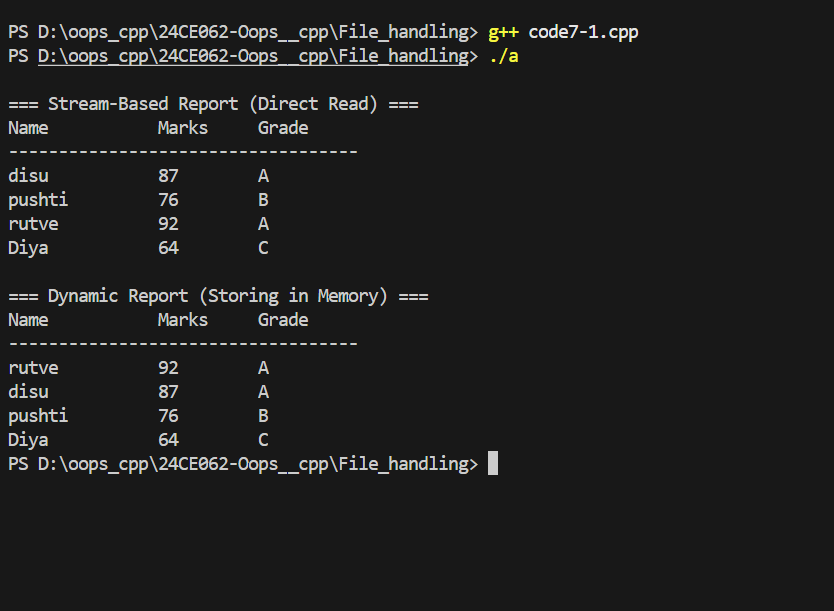 PS D:\oops_cpp\24CE062-Oops__cpp\File_handling> g++ code7-1.cpp
PS D:\oops_cpp\24CE062-Oops__cpp\File_handling> ./a
=== Stream-Based Report (Direct Read) ===
Name           Marks     Grade
-----------------------------------
disu           87        A
pushti         76        B
rutve          92        A
Diya           64        C
=== Dynamic Report (Storing in Memory) ===
Name           Marks     Grade
-----------------------------------
rutve          92        A
disu           87        A
pushti         76        B
Diya           64        C
PS D:\oops_cpp\24CE062-Oops__cpp\File_handling>